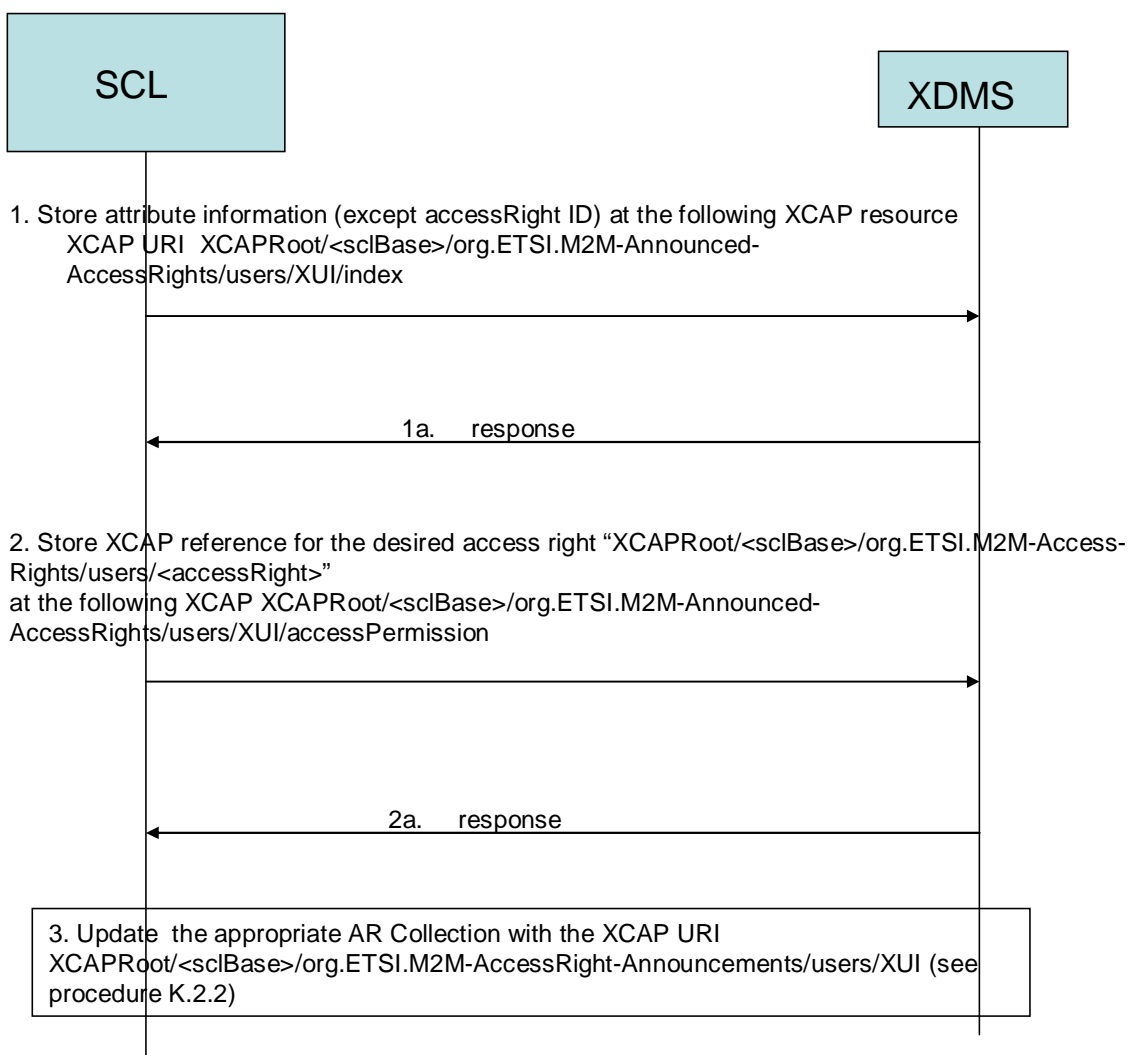 SCL
XDMS
1. Store attribute information (except accessRight ID) at the following XCAP resource
XCAP URI XCAPRoot/<sclBase>/org.ETSI.M2M-Announced-
AccessRights/users/XUI/index
1a. response
2. Store XCAP reference for the desired access right “XCAPRoot/<sclBase>/org.ETSI.M2M-Access-
Rights/users/<accessRight>”
at the following XCAP XCAPRoot/<sclBase>/org.ETSI.M2M-Announced-
AccessRights/users/XUI/accessPermission
2a. response
3. Update the appropriate AR Collection with the XCAP URI
XCAPRoot/<sclBase>/org.ETSI.M2M-AccessRight-Announcements/users/XUI (see
procedure K.2.2)